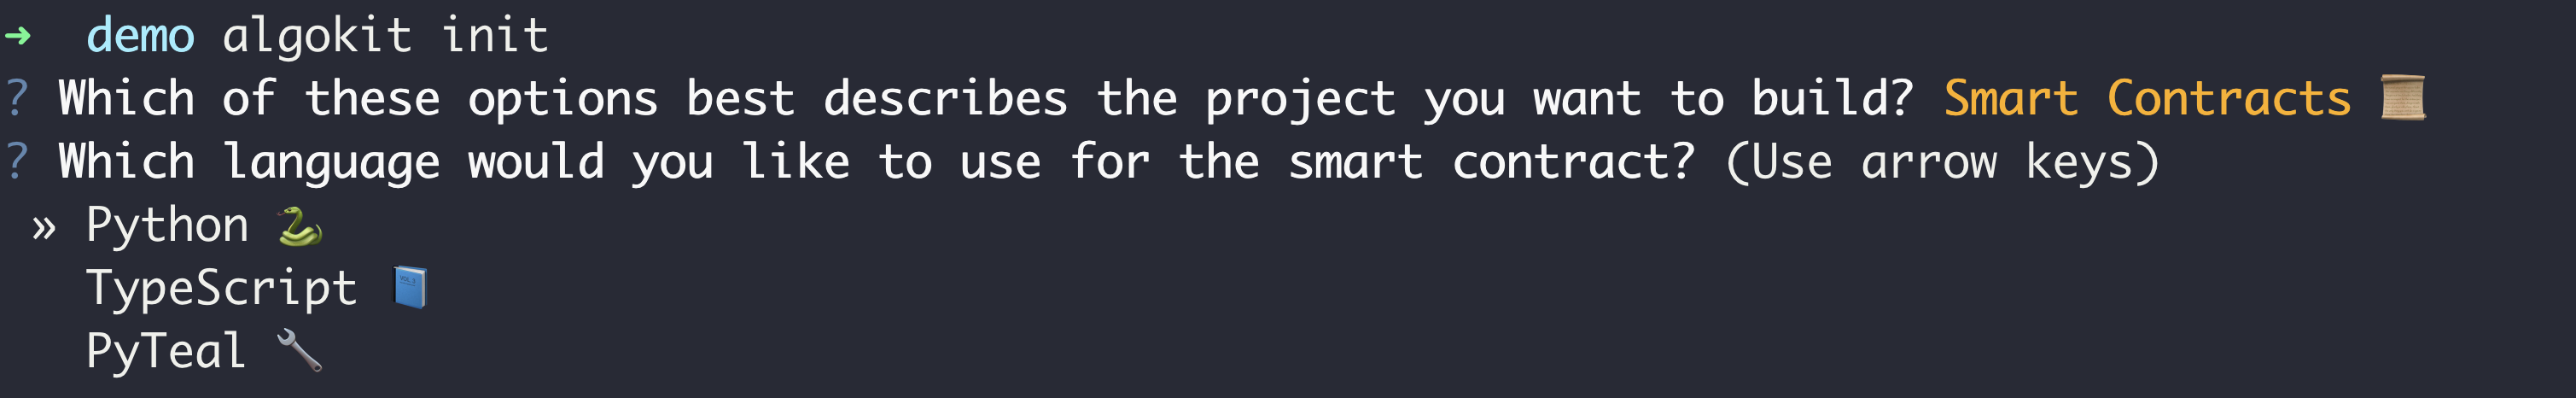 ➜ demo algokit init
? Which of these options best describes the project you want to build? Smart Contracts 📜
? Which language would you like to use for the smart contract? (Use arrow keys)
» Python 🐍
TypeScript 📘
PyTeal 🔧